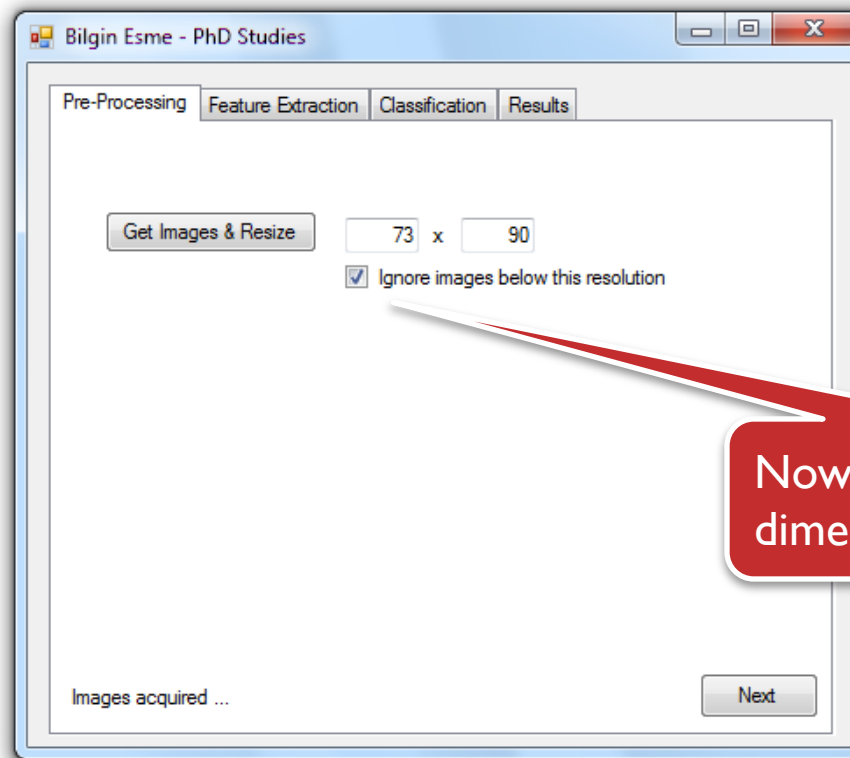 Bilgin Esme - PhD Studies
Pre-Processing Feature Extraction Classification Results
Get Images & Resize 73 x 90
Ignore images below this resolution
Now
dime
Images acquired ...
Next